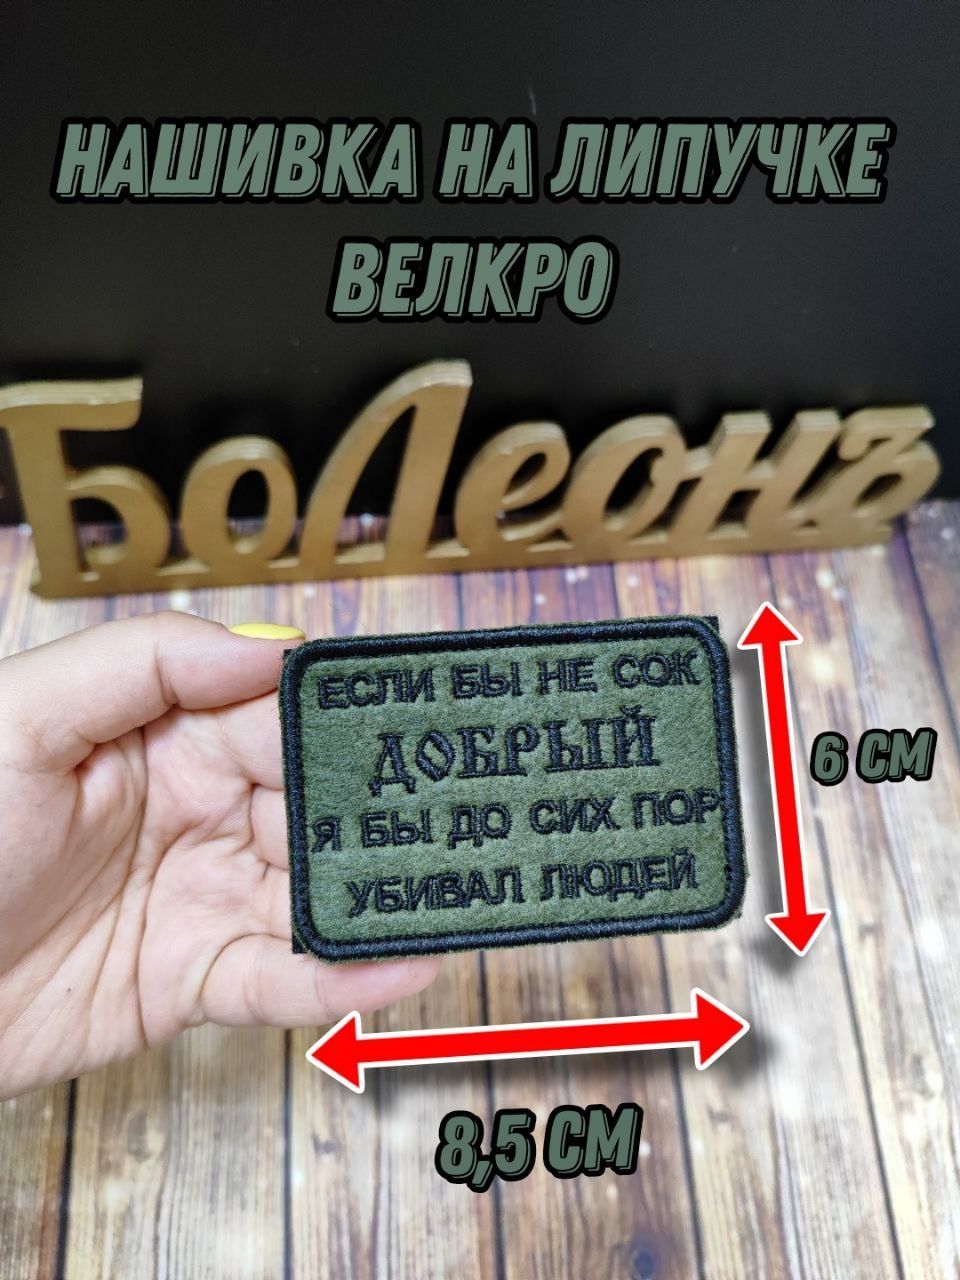 НАШИВКА НА ЛИПУЧКЕ
ВЕЛКРО
БоЛеонъ
ЕСЛИ БЫ НЕ СОК
ДОБРЫЙ
Я БЫ ДО СИХ ПОР
УБИВАЛ ЛЮДЕЙ
6 СМ
8,5 СМ